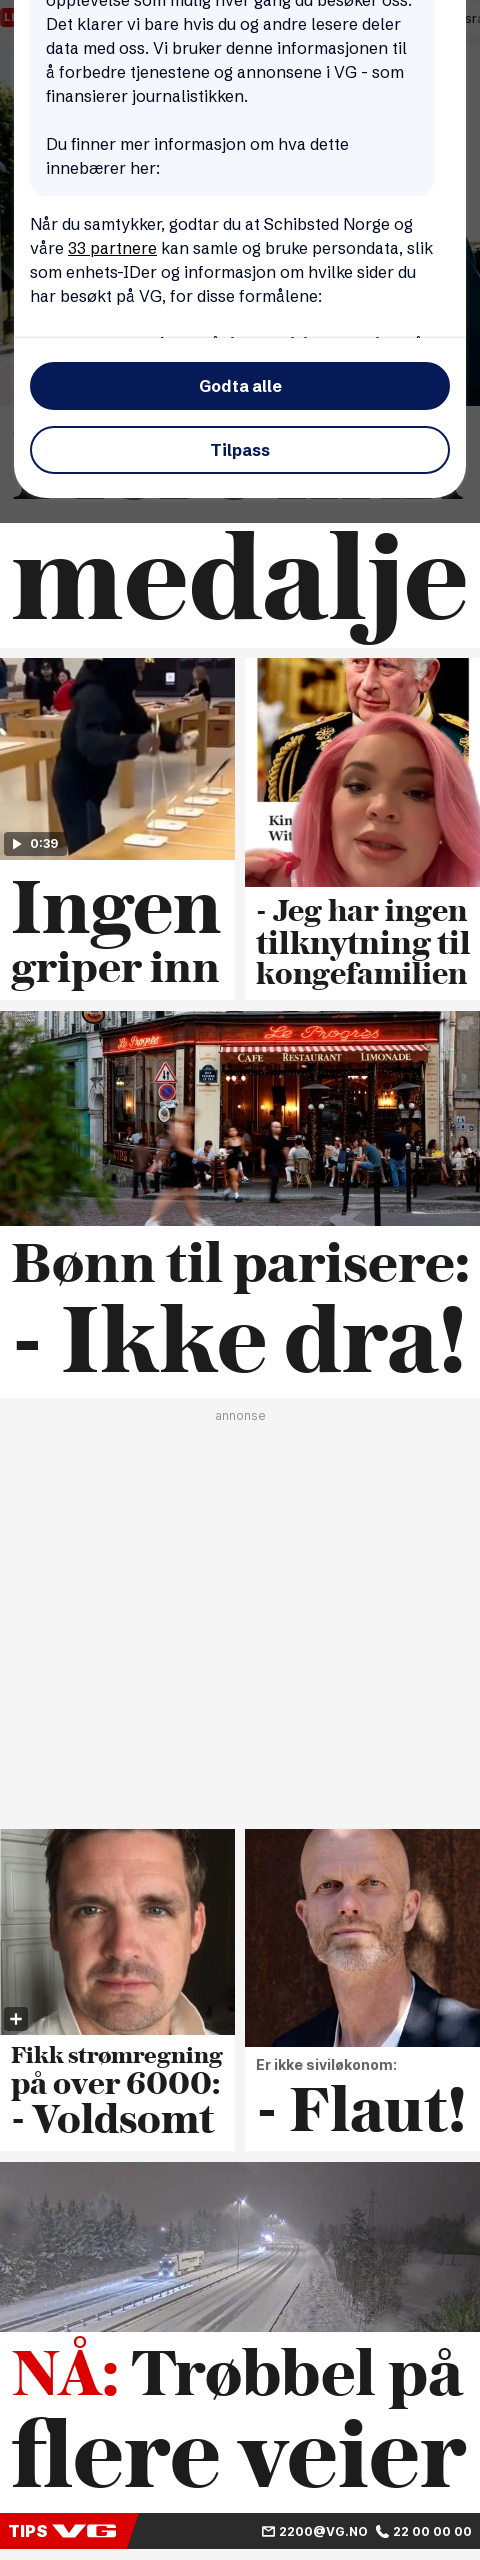 opplevelse som mulig hver gang du besøker oss.
Det klarer vi bare hvis du og andre lesere deler
data med oss. Vi bruker denne informasjonen til
å forbedre tjenestene og annonsene i VG - som
finansierer journalistikken.
Du finner mer informasjon om hva dette
innebærer her:
Når du samtykker, godtar du at Schibsted Norge og
våre 33 partnere kan samle og bruke persondata, slik
som enhets-IDer og informasjon om hvilke sider du
har besøkt på VG, for disse formålene:
Godta alle
Tilpass
medalje
0:39
Ingen
griper inn
- Jeg har ingen
tilknytning til
kongefamilien
Le Progrès
Le Progrès
CAFE RESTAURANT LIMONADE
Bønn til parisere:
- Ikke dra!
annonse
Fikk strømregning
på over 6000:
- Voldsomt
Er ikke siviløkonom:
- Flaut!
NÅ: Trøbbel på
flere veier
TIPS VG
2200@VG.NO 22 00 00 00